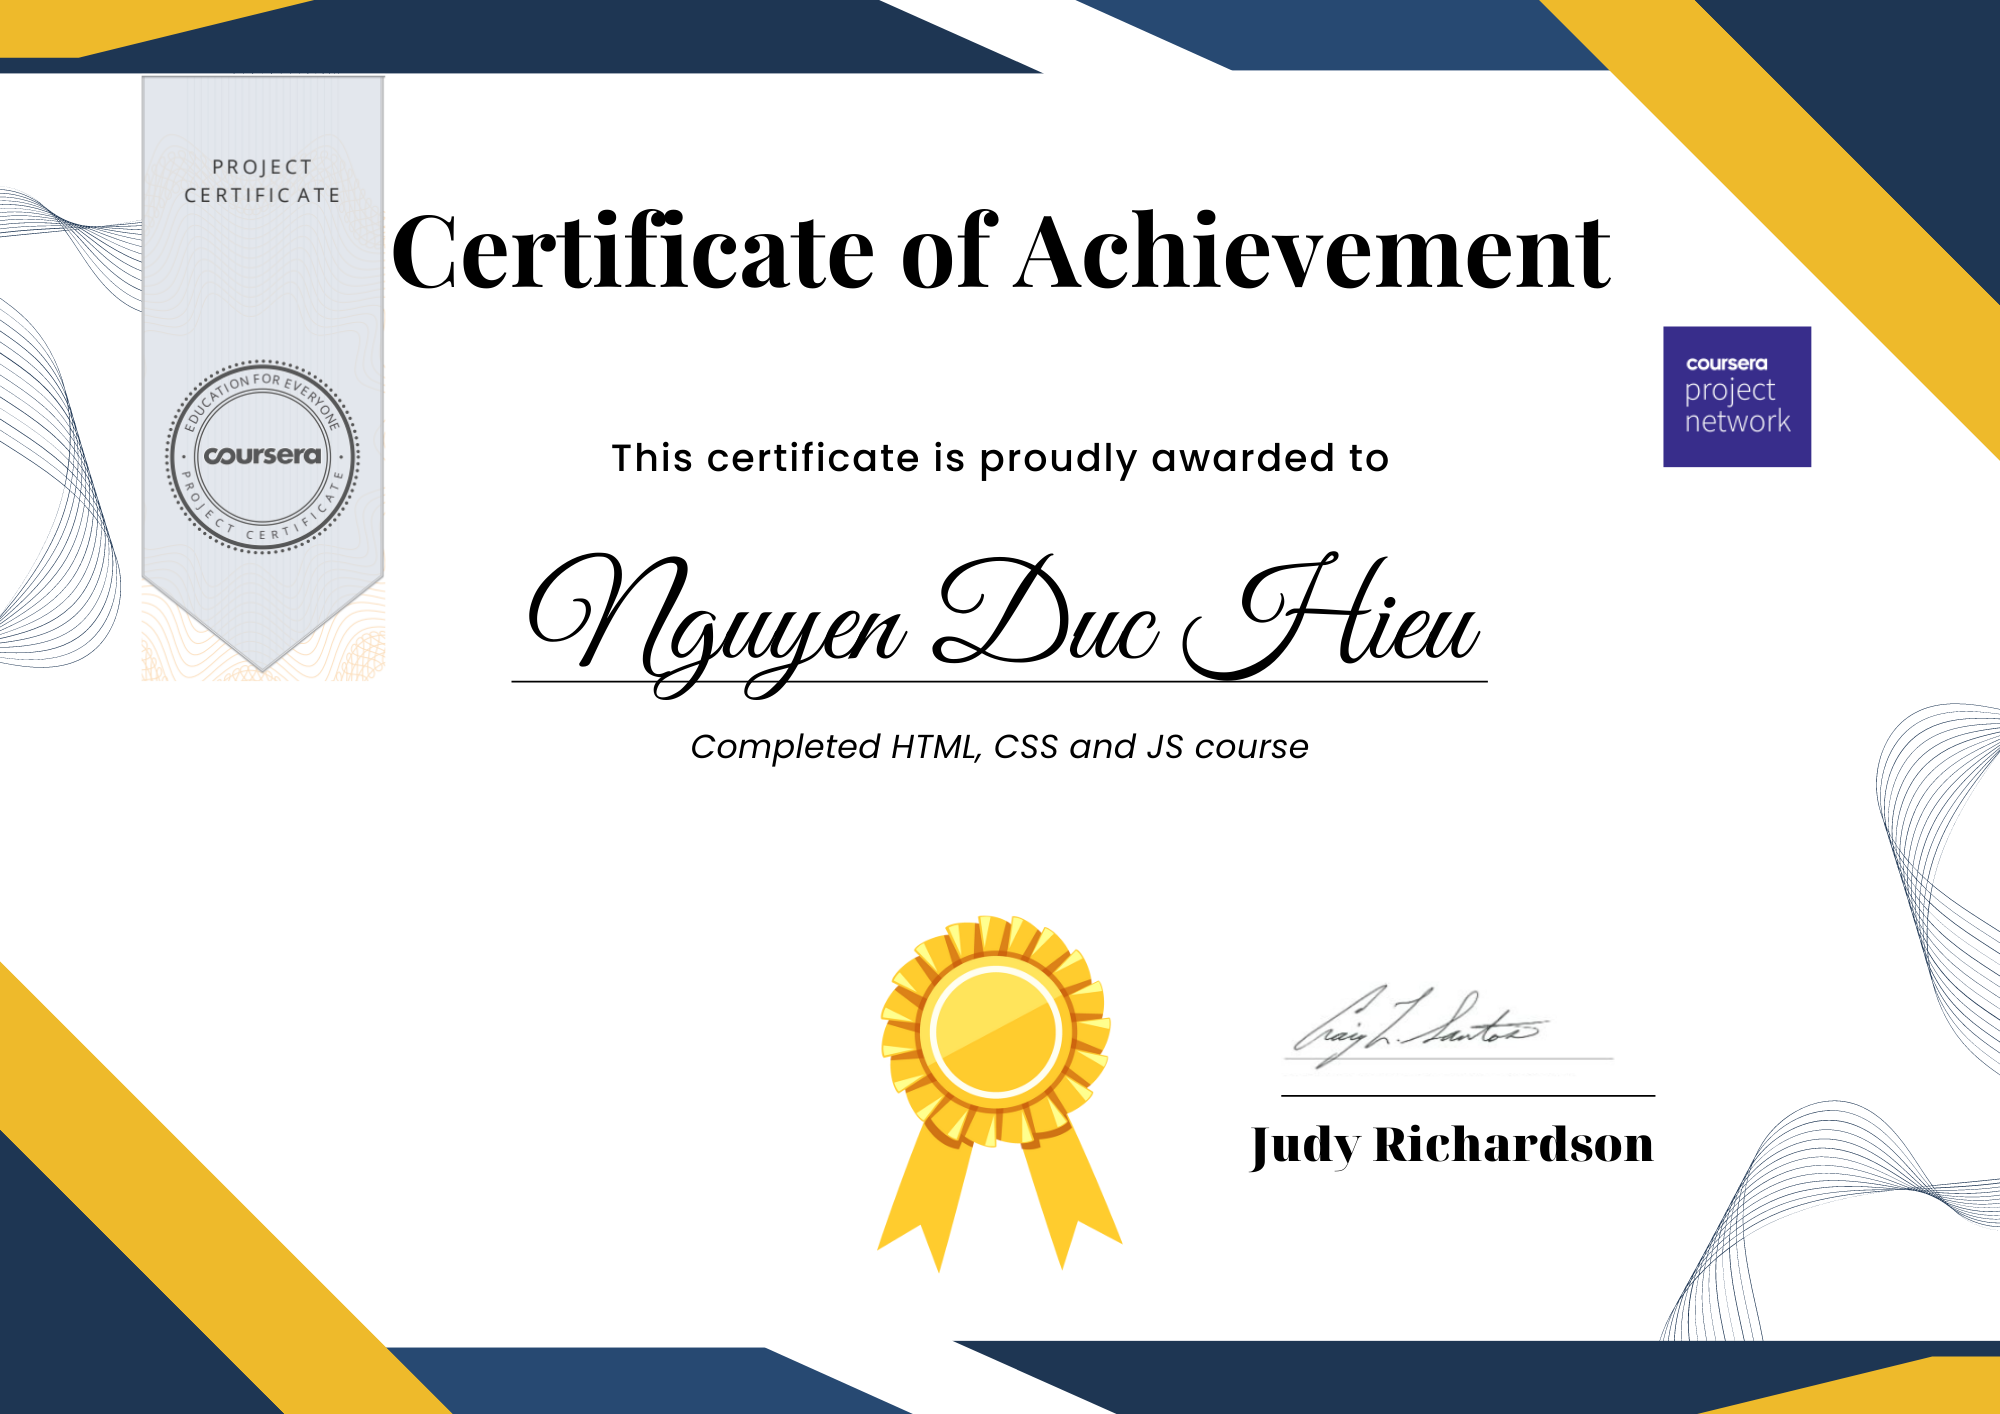 PROJECT
CERTIFICATE
Certificate of Achievement
EDUCATION FOR EVERYONE
coursera
PROJECT CERTIFICATE
coursera
project
network
This certificate is proudly awarded to
Nguyen Duc Hieu
Completed HTML, CSS and JS course
Craig L. Santos
Judy Richardson